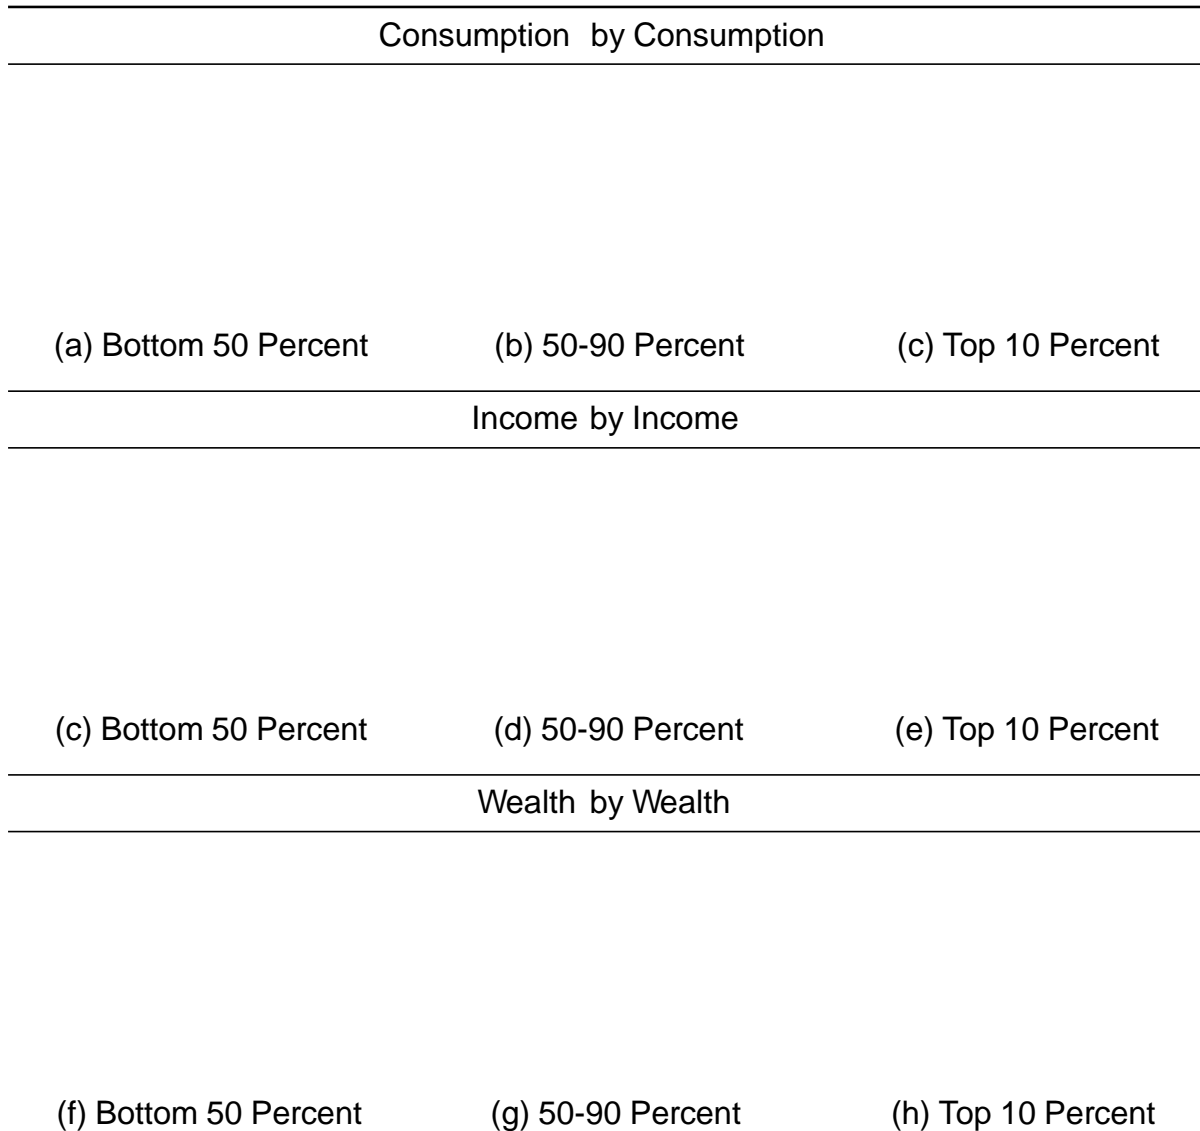 Consumption by Consumption
(a) Bottom 50 Percent (b) 50-90 Percent (c) Top 10 Percent
Income by Income
(c) Bottom 50 Percent (d) 50-90 Percent (e) Top 10 Percent
Wealth by Wealth
(f) Bottom 50 Percent (g) 50-90 Percent (h) Top 10 Percent